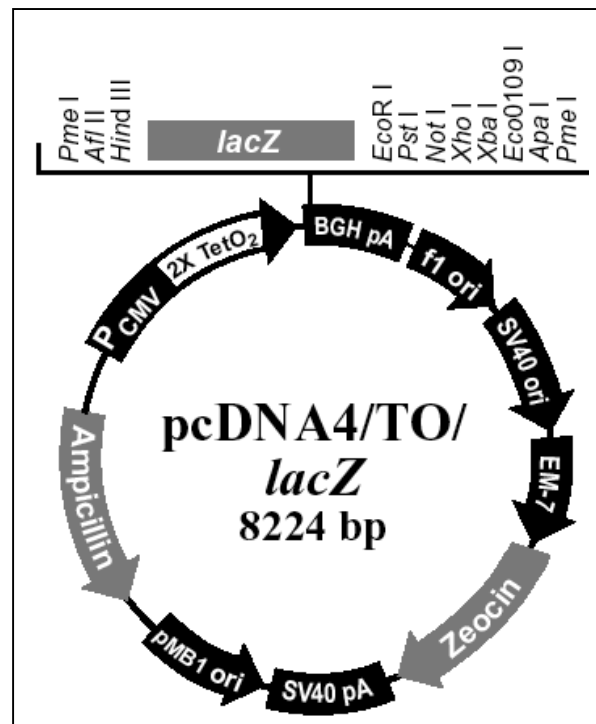 Pme I
Afl II
Hind III
lacZ
EcoR I
Pst I
Not I
Xho I
Xba I
Eco0109 I
Apa I
Pme I
PCMV
2X TetO2
BGH pA
f1 ori
SV40 ori
EM-7
Zeocin
SV40 pA
pMB1 ori
Ampicillin
pcDNA4/TO/
lacZ
8224 bp